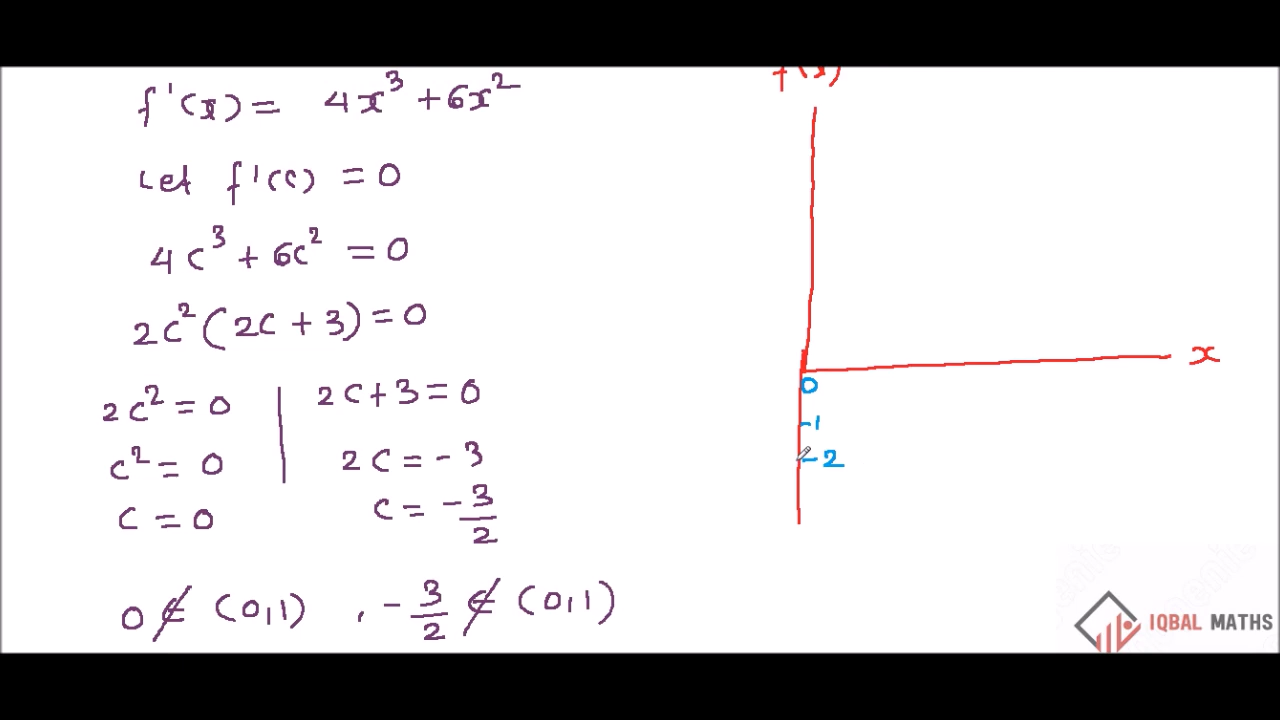 f'(x) = 4x³ + 6x²
Let f'(c) = 0
4c³ + 6c² = 0
2c² (2c + 3) = 0
2c² = 0 | 2c + 3 = 0
c² = 0 | 2c = -3
c = 0 | c = -3/2
0 ∉ (0,1) , -3/2 ∉ (0,1)
f(x)
x
0
-1
-2
IQBAL MATHS